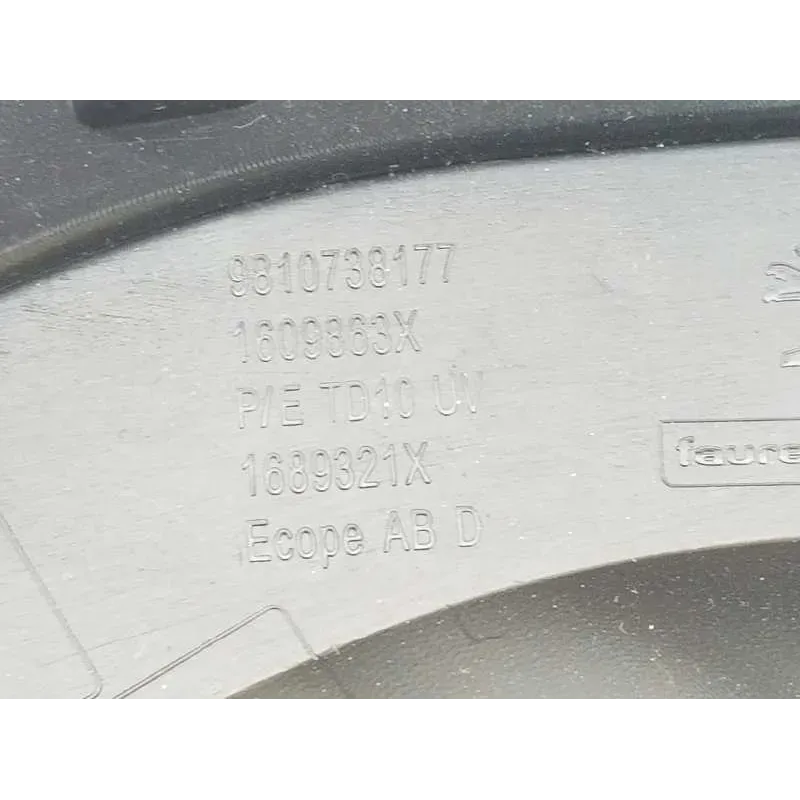 9810738177
1609863X
P/E TD10 UV
1689321X
Ecope AB D
faure